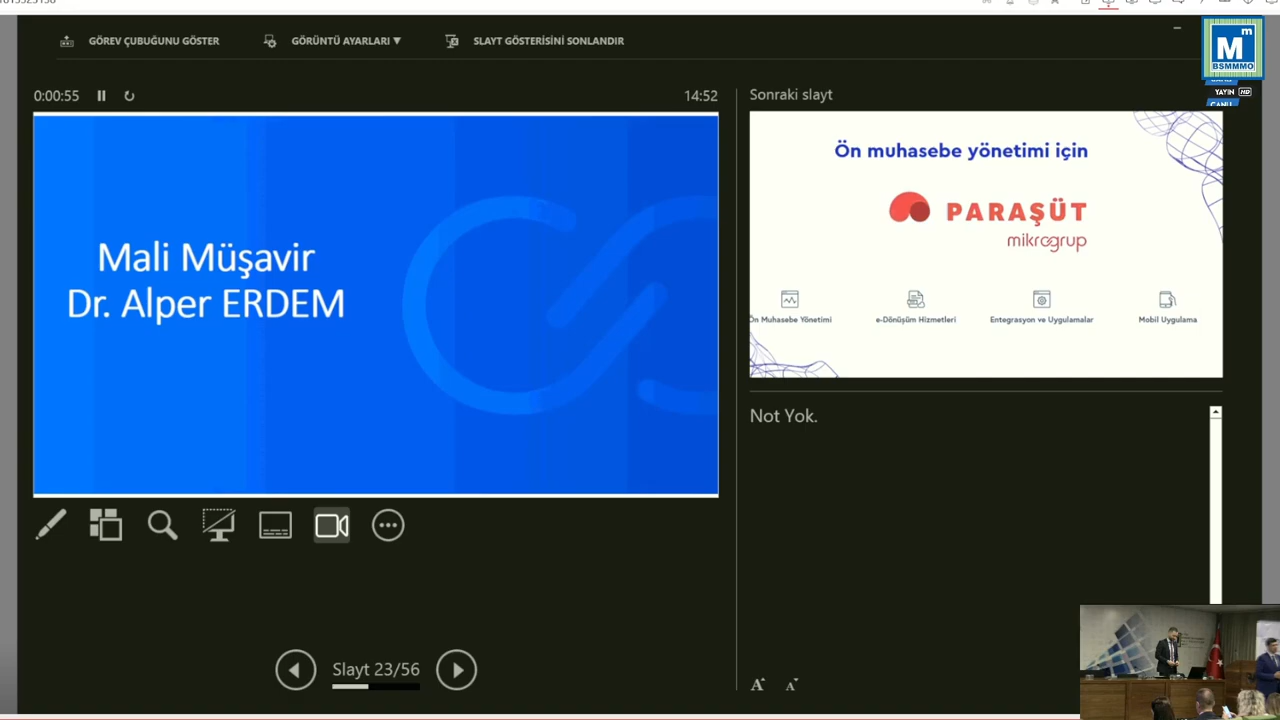 GÖREV ÇUBUĞUNU GÖSTER
GÖRÜNTÜ AYARLARI ▼
SLAYT GÖSTERİSİNİ SONLANDIR
M m
BSMMMO
YAYIN HD
CANLI
0:00:55
14:52
Sonraki slayt
Mali Müşavir
Dr. Alper ERDEM
Ön muhasebe yönetimi için
PARAŞÜT
mikrogrup
Ön Muhasebe Yönetimi
e-Dönüşüm Hizmetleri
Entegrasyon ve Uygulamalar
Mobil Uygulama
Not Yok.
Slayt 23/56
A A